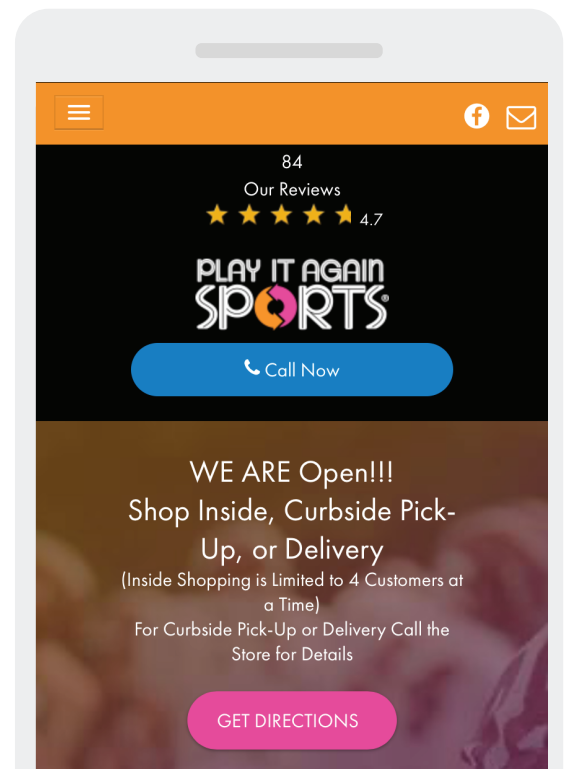 84
Our Reviews
4.7
PLAY IT AGAIN
SPORTS®
Call Now
WE ARE Open!!!
Shop Inside, Curbside Pick-
Up, or Delivery
(Inside Shopping is Limited to 4 Customers at
a Time)
For Curbside Pick-Up or Delivery Call the
Store for Details
GET DIRECTIONS